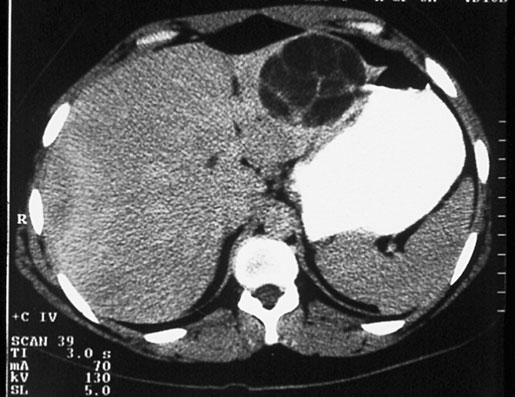 R
+C IV
SCAN 39
TI 3.0 s
mA 70
kV 130
SL 5.0